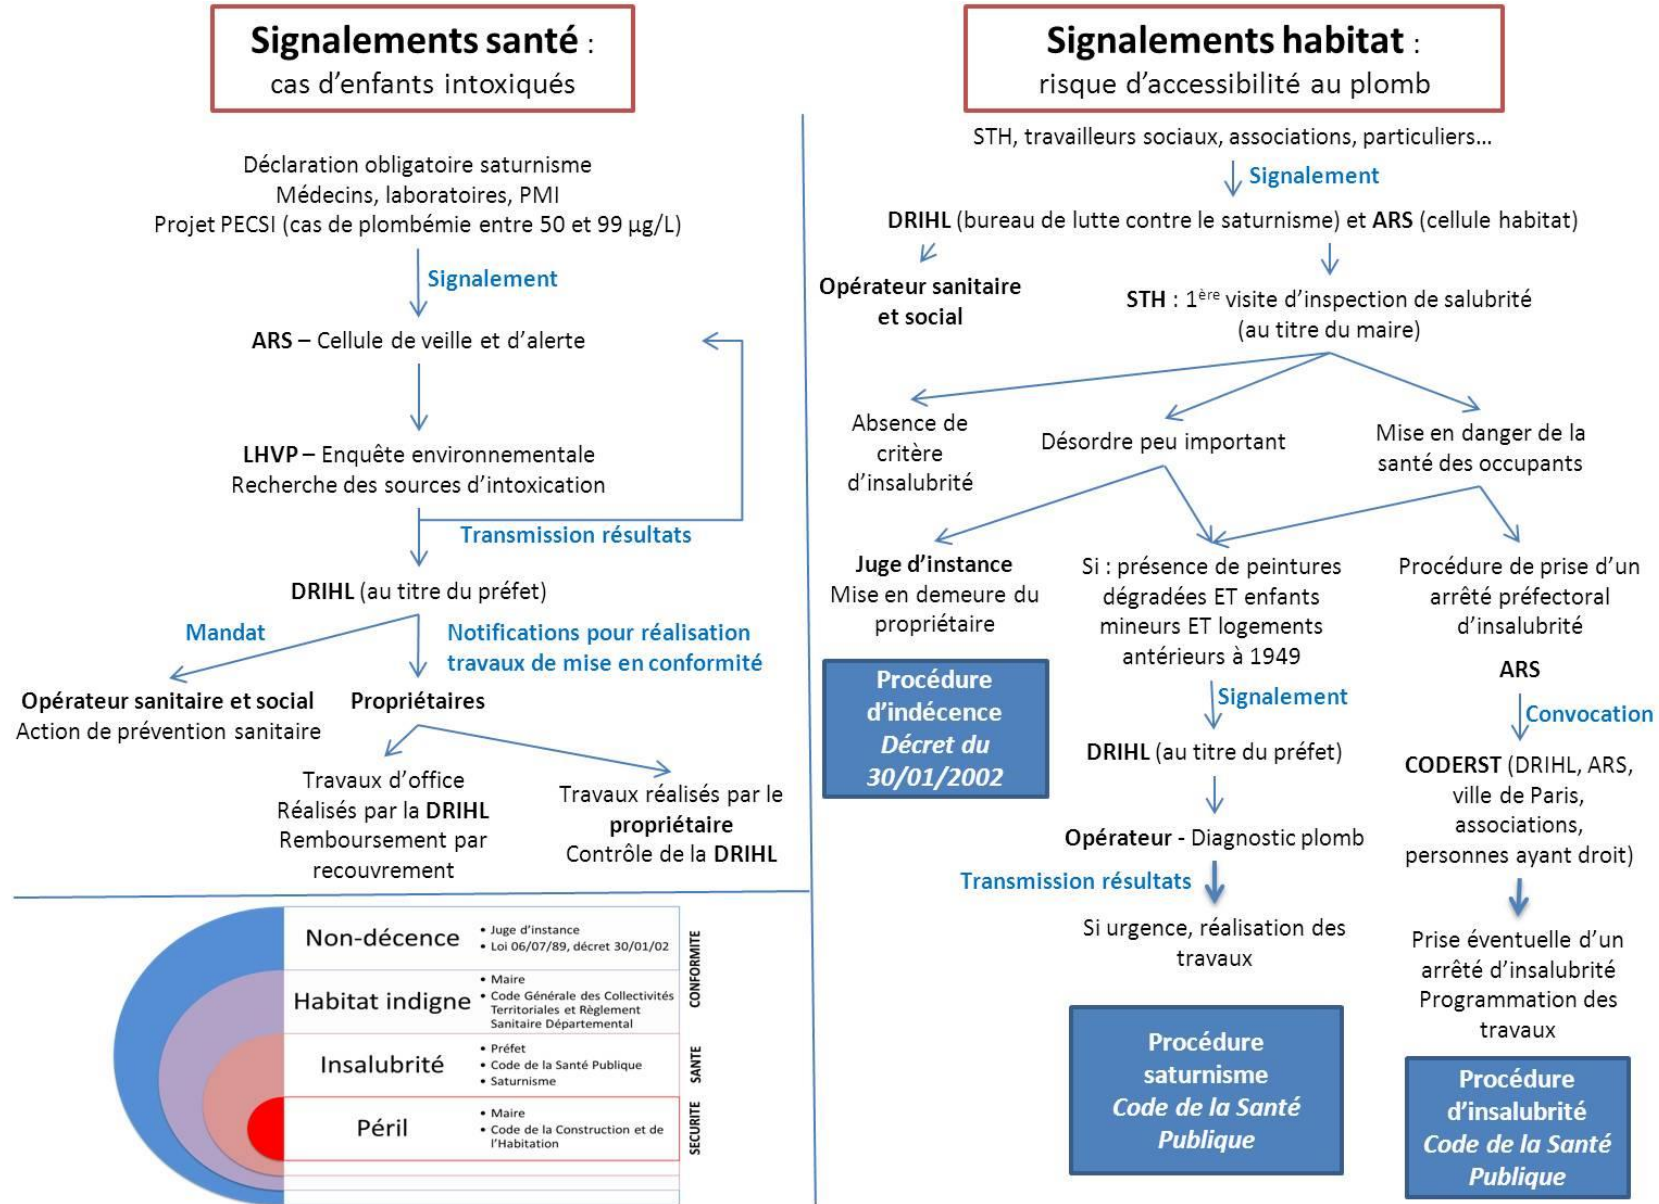 Signalements santé :
cas d'enfants intoxiqués
Déclaration obligatoire saturnisme
Médecins, laboratoires, PMI
Projet PECSI (cas de plombémie entre 50 et 99 µg/L)
Signalement
ARS – Cellule de veille et d'alerte
LHVP – Enquête environnementale
Recherche des sources d'intoxication
Transmission résultats
DRIHL (au titre du préfet)
Mandat
Notifications pour réalisation
travaux de mise en conformité
Opérateur sanitaire et social
Action de prévention sanitaire
Propriétaires
Travaux d'office
Réalisés par la DRIHL
Remboursement par
recouvrement
Travaux réalisés par le
propriétaire
Contrôle de la DRIHL
Non-décence
• Juge d'instance
• Loi 06/07/89, décret 30/01/02
Habitat indigne
• Maire
• Code Générale des Collectivités
Territoriales et Règlement
Sanitaire Départemental
CONFORMITE
Insalubrité
• Préfet
• Code de la Santé Publique
• Saturnisme
SANTE
Péril
• Maire
• Code de la Construction et de
l'Habitation
SECURITE
Signalements habitat :
risque d'accessibilité au plomb
STH, travailleurs sociaux, associations, particuliers...
Signalement
DRIHL (bureau de lutte contre le saturnisme) et ARS (cellule habitat)
Opérateur sanitaire
et social
STH : 1ère visite d'inspection de salubrité
(au titre du maire)
Absence de
critère
d'insalubrité
Désordre peu important
Mise en danger de la
santé des occupants
Juge d'instance
Mise en demeure du
propriétaire
Procédure
d'indécence
Décret du
30/01/2002
Si : présence de peintures
dégradées ET enfants
mineurs ET logements
antérieurs à 1949
Signalement
DRIHL (au titre du préfet)
Opérateur - Diagnostic plomb
Transmission résultats
Si urgence, réalisation des
travaux
Procédure
saturnisme
Code de la Santé
Publique
Procédure de prise d'un
arrêté préfectoral
d'insalubrité
ARS
Convocation
CODERST (DRIHL, ARS,
ville de Paris,
associations,
personnes ayant droit)
Prise éventuelle d'un
arrêté d'insalubrité
Programmation des
travaux
Procédure
d'insalubrité
Code de la Santé
Publique